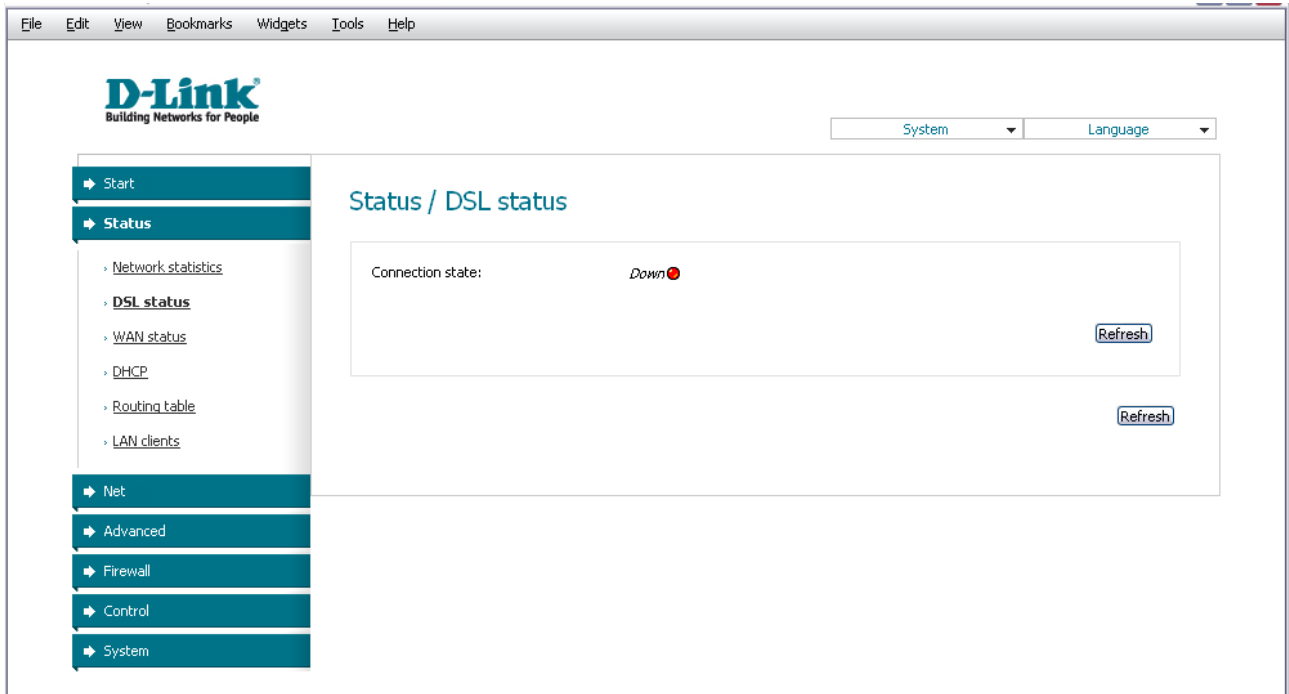 File Edit View Bookmarks Widgets Tools Help
D-Link®
Building Networks for People
System Language
Start
Status
Network statistics
DSL status
WAN status
DHCP
Routing table
LAN clients
Net
Advanced
Firewall
Control
System
Status / DSL status
Connection state: Down
Refresh
Refresh